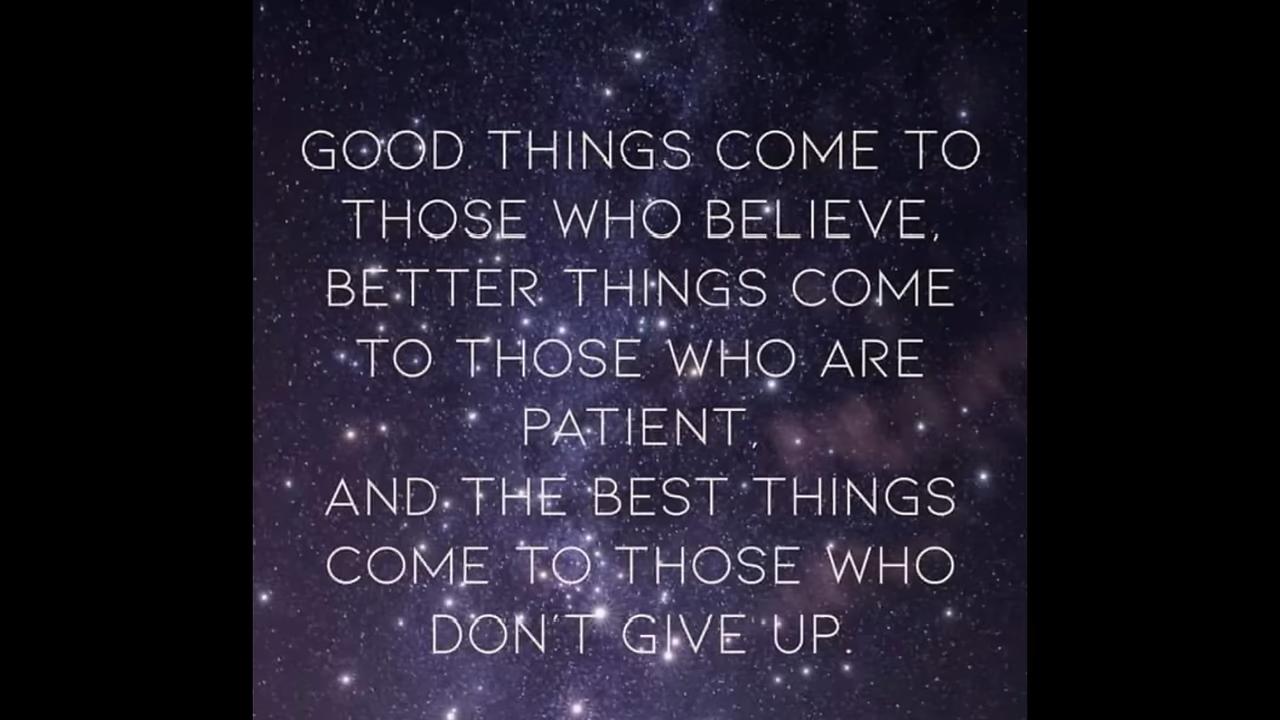 GOOD THINGS COME TO
THOSE WHO BELIEVE,
BETTER THINGS COME
TO THOSE WHO ARE
PATIENT,
AND THE BEST THINGS
COME TO THOSE WHO
DON'T GIVE UP.